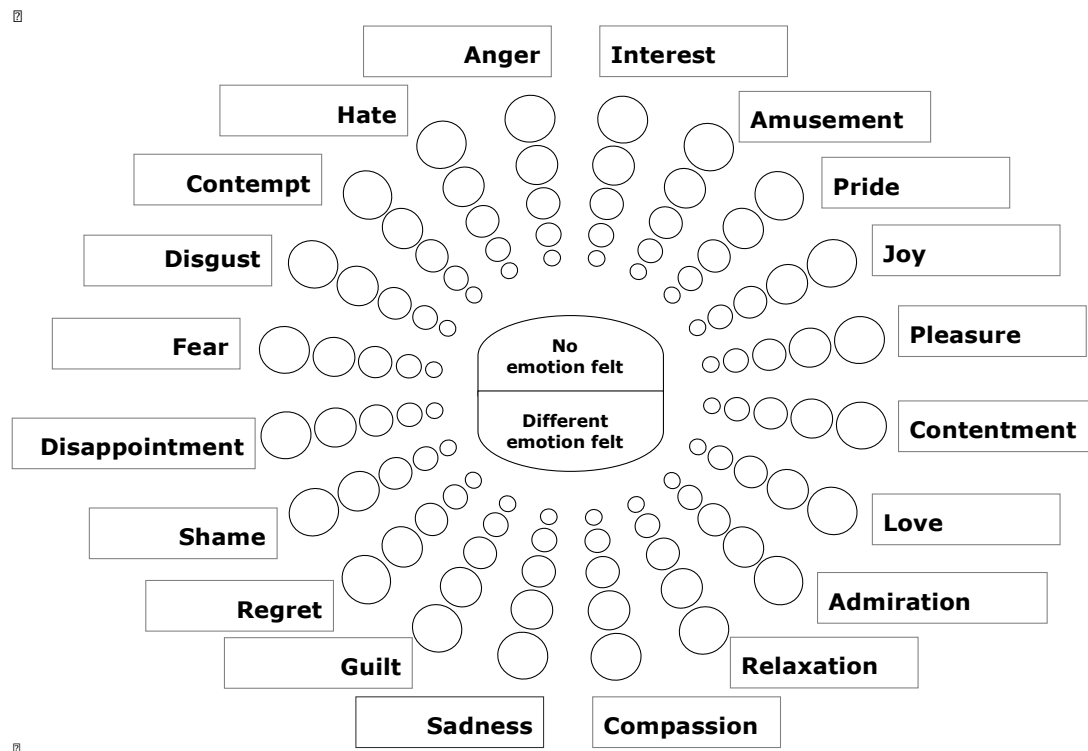 Anger
Interest
Hate
Amusement
Contempt
Pride
Disgust
Joy
Fear
Pleasure
No
emotion felt
Different
emotion felt
Disappointment
Contentment
Shame
Love
Regret
Admiration
Guilt
Relaxation
Sadness
Compassion